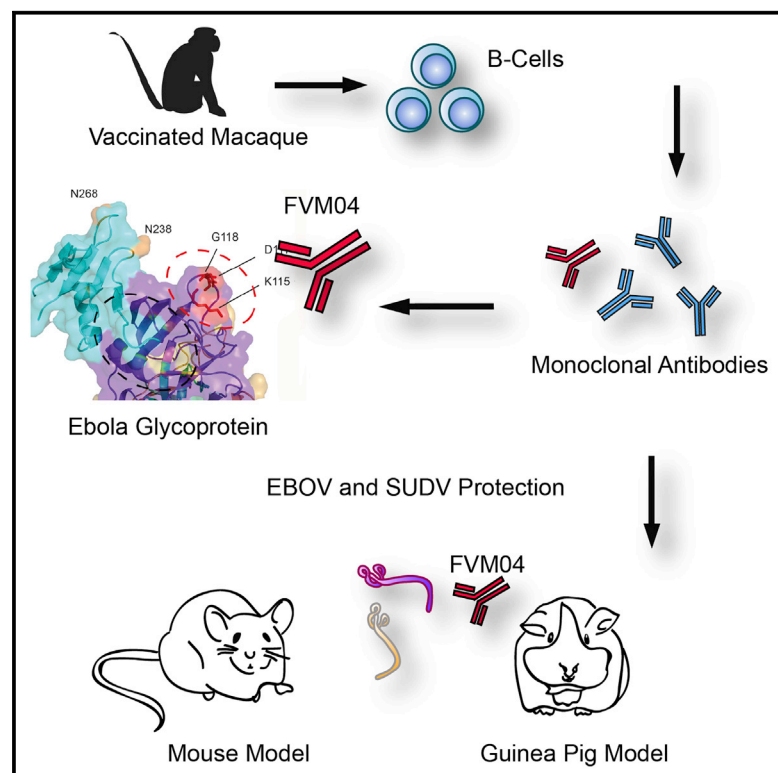 B-Cells
Vaccinated Macaque
N268
N238
G118
FVM04
K115
Monoclonal Antibodies
Ebola Glycoprotein
EBOV and SUDV Protection
FVM04
Mouse Model
Guinea Pig Model